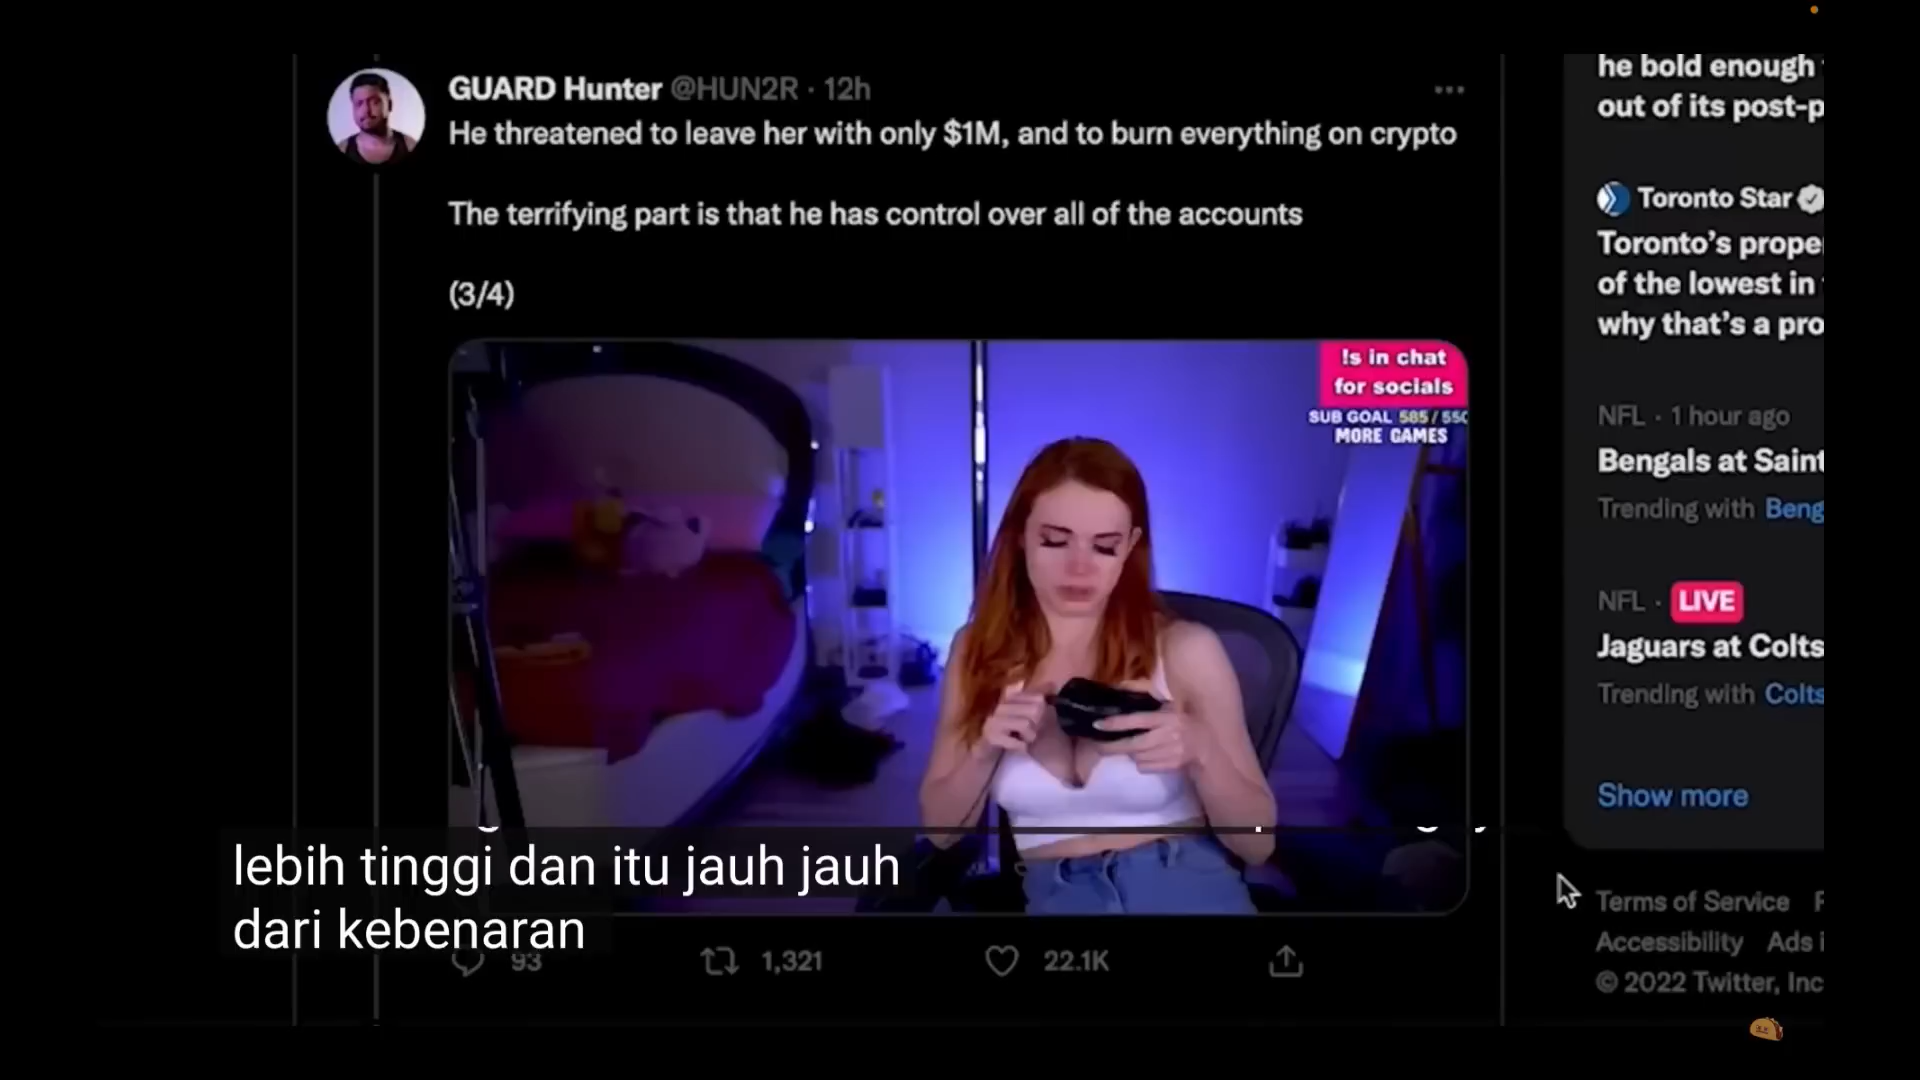 GUARD Hunter @HUN2R · 12h
He threatened to leave her with only $1M, and to burn everything on crypto
The terrifying part is that he has control over all of the accounts
(3/4)
!s in chat
for socials
SUB GOAL 585 / 550
MORE GAMES
lebih tinggi dan itu jauh jauh
dari kebenaran
93 1,321 22.1K
he bold enough
out of its post-p
Toronto Star
Toronto's prope
of the lowest in
why that's a pro
NFL · 1 hour ago
Bengals at Saint
Trending with Beng
NFL · LIVE
Jaguars at Colts
Trending with Colts
Show more
Terms of Service
Accessibility Ads i
© 2022 Twitter, Inc